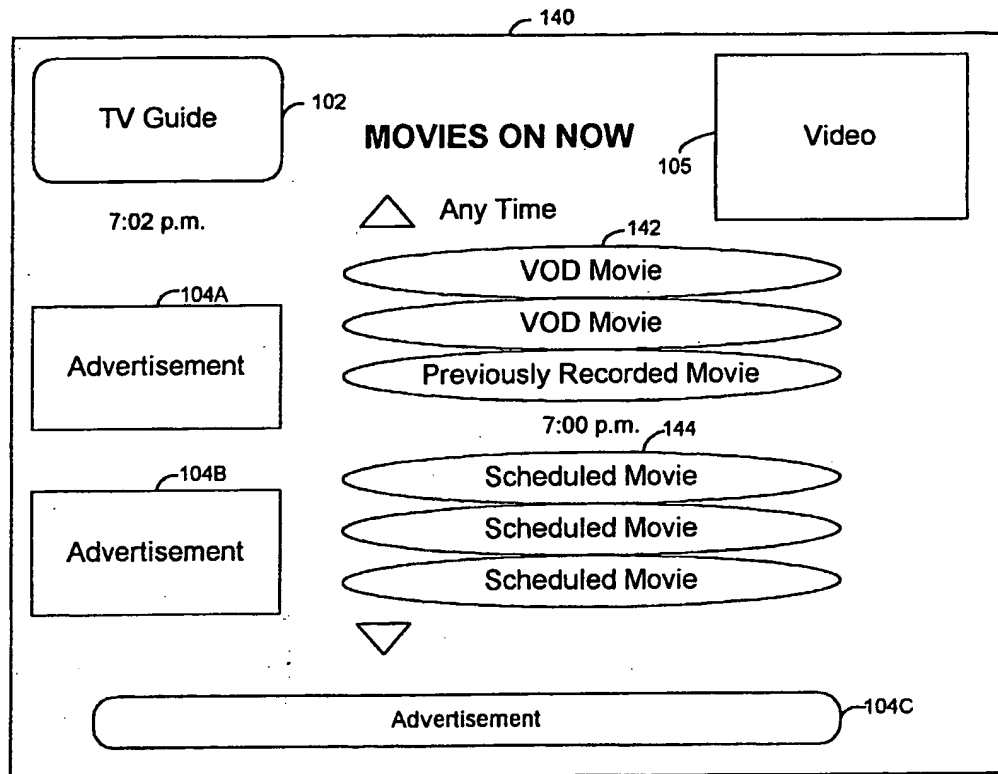 140
TV Guide
102
MOVIES ON NOW
105
Video
7:02 p.m.
Any Time
142
VOD Movie
VOD Movie
Previously Recorded Movie
104A
Advertisement
7:00 p.m.
144
Scheduled Movie
Scheduled Movie
Scheduled Movie
104B
Advertisement
Advertisement
104C